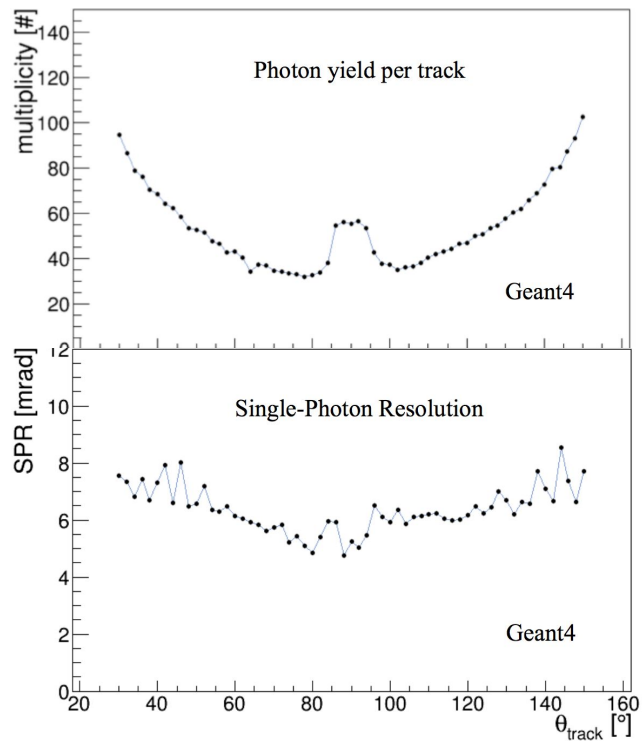 multiplicity [#]
140
120
100
80
60
40
20
Photon yield per track
Geant4
SPR [mrad]
12
10
8
6
4
2
0
Single-Photon Resolution
Geant4
20 40 60 80 100 120 140 160
θtrack [°]